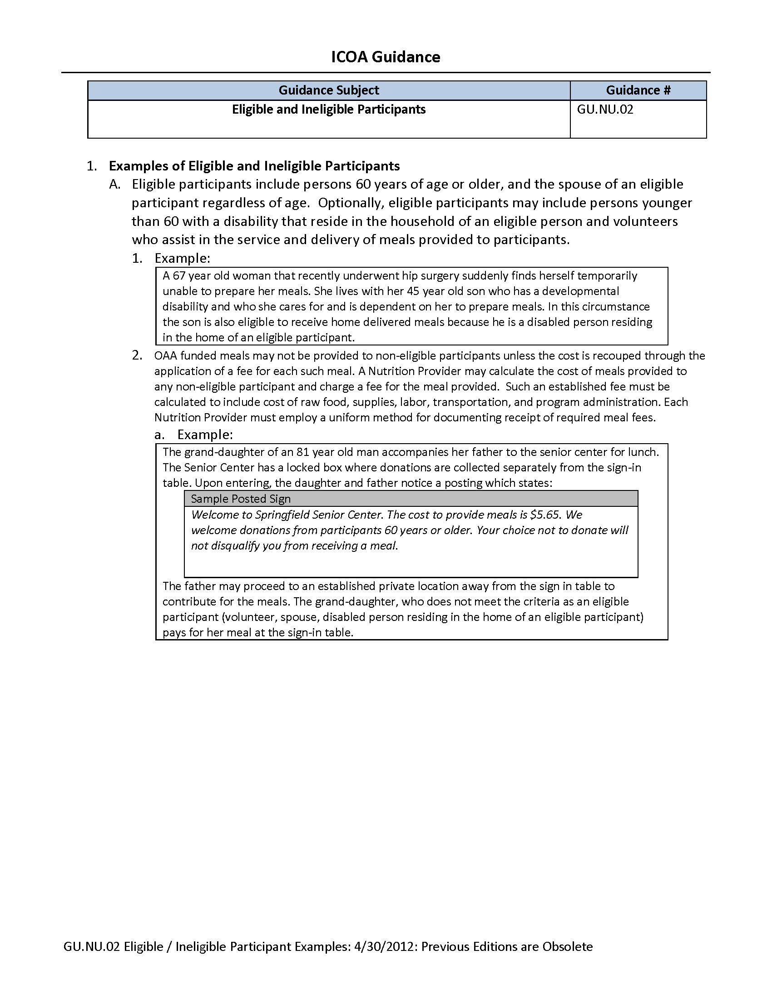 ICOA Guidance
Guidance Subject Guidance #
Eligible and Ineligible Participants GU.NU.02
1. Examples of Eligible and Ineligible Participants
A. Eligible participants include persons 60 years of age or older, and the spouse of an eligible
participant regardless of age.  Optionally, eligible participants may include persons younger
than 60 with a disability that reside in the household of an eligible person and volunteers
who assist in the service and delivery of meals provided to participants.
1. Example:
A 67 year old woman that recently underwent hip surgery suddenly finds herself temporarily
unable to prepare her meals. She lives with her 45 year old son who has a developmental
disability and who she cares for and is dependent on her to prepare meals. In this circumstance
the son is also eligible to receive home delivered meals because he is a disabled person residing
in the home of an eligible participant.
2. OAA funded meals may not be provided to non-eligible participants unless the cost is recouped through the
application of a fee for each such meal. A Nutrition Provider may calculate the cost of meals provided to
any non-eligible participant and charge a fee for the meal provided.  Such an established fee must be
calculated to include cost of raw food, supplies, labor, transportation, and program administration. Each
Nutrition Provider must employ a uniform method for documenting receipt of required meal fees.
a. Example:
The grand-daughter of an 81 year old man accompanies her father to the senior center for lunch.
The Senior Center has a locked box where donations are collected separately from the sign-in
table. Upon entering, the daughter and father notice a posting which states:
Sample Posted Sign
Welcome to Springfield Senior Center. The cost to provide meals is $5.65. We
welcome donations from participants 60 years or older. Your choice not to donate will
not disqualify you from receiving a meal.
The father may proceed to an established private location away from the sign in table to
contribute for the meals. The grand-daughter, who does not meet the criteria as an eligible
participant (volunteer, spouse, disabled person residing in the home of an eligible participant)
pays for her meal at the sign-in table.
GU.NU.02 Eligible / Ineligible Participant Examples: 4/30/2012: Previous Editions are Obsolete